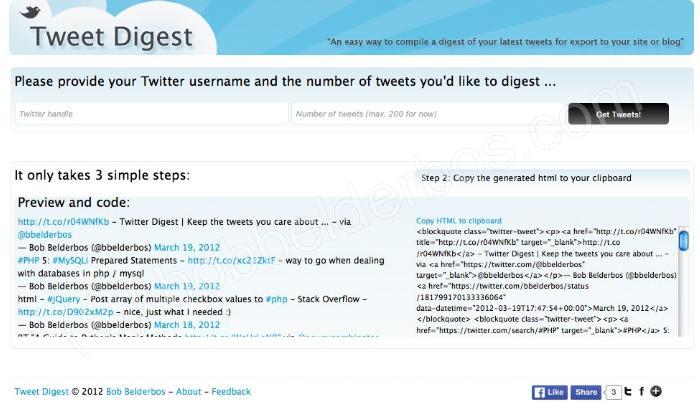 Tweet Digest
"An easy way to compile a digest of your latest tweets for export to your site or blog"
Please provide your Twitter username and the number of tweets you'd like to digest ...
Twitter handle
Number of tweets (max. 200 for now)
Get Tweets!
It only takes 3 simple steps:
Step 2: Copy the generated html to your clipboard
Preview and code:
http://t.co/r04WNfKb - Twitter Digest | Keep the tweets you care about ... - via
@bbelderbos
— Bob Belderbos (@bbelderbos) March 19, 2012
#PHP 5: #MySQLi Prepared Statements - http://t.co/xc21ZktF - way to go when dealing
with databases in php / mysql
— Bob Belderbos (@bbelderbos) March 19, 2012
html - #jQuery - Post array of multiple checkbox values to #php - Stack Overflow -
http://t.co/D902xM2p - nice, just what I needed :)
— Bob Belderbos (@bbelderbos) March 18, 2012
Copy HTML to clipboard
<blockquote class="twitter-tweet"><p><a href="http://t.co/r04WNfKb"
title="http://t.co/r04WNfKb" target="_blank">http://t.co
/r04WNfKb</a> - Twitter Digest | Keep the tweets you care about ... -
via <a href="https://twitter.com/@bbelderbos"
target="_blank">@bbelderbos</a></p>— Bob Belderbos (@bbelderbos)
<a href="https://twitter.com/bbelderbos/status
/181799170133336064"
data-datetime="2012-03-19T17:47:54+00:00">March 19, 2012</a>
</blockquote> <blockquote class="twitter-tweet"><p><a
href="https://twitter.com/search/#PHP" target="_blank">#PHP</a> 5:
Tweet Digest © 2012 Bob Belderbos - About - Feedback
Like
Share
3
bobbelderbos.com